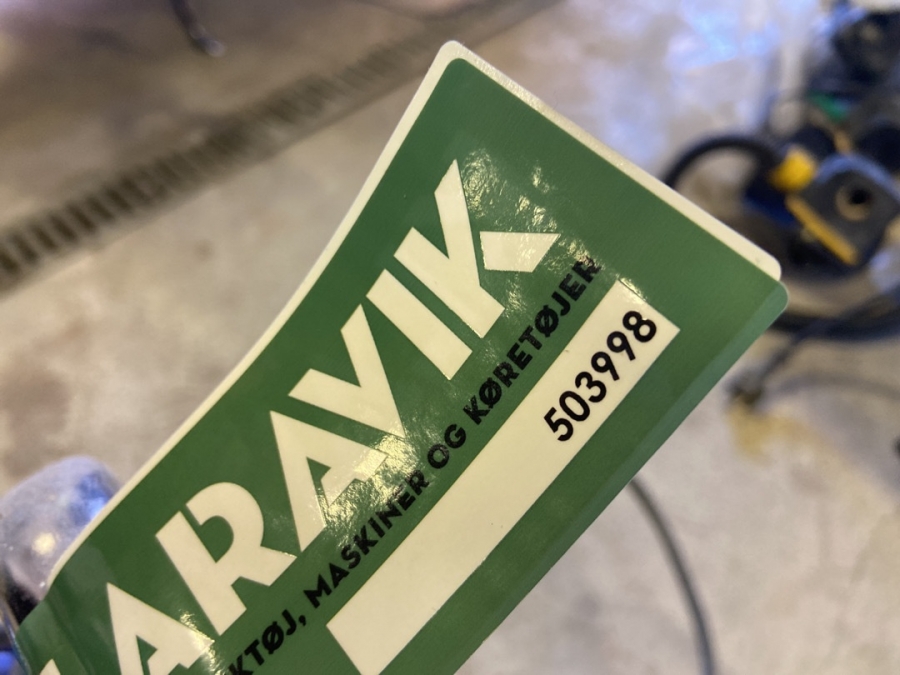 ARAVIK
KTØJ, MASKINER OG KØRETØJER
503998